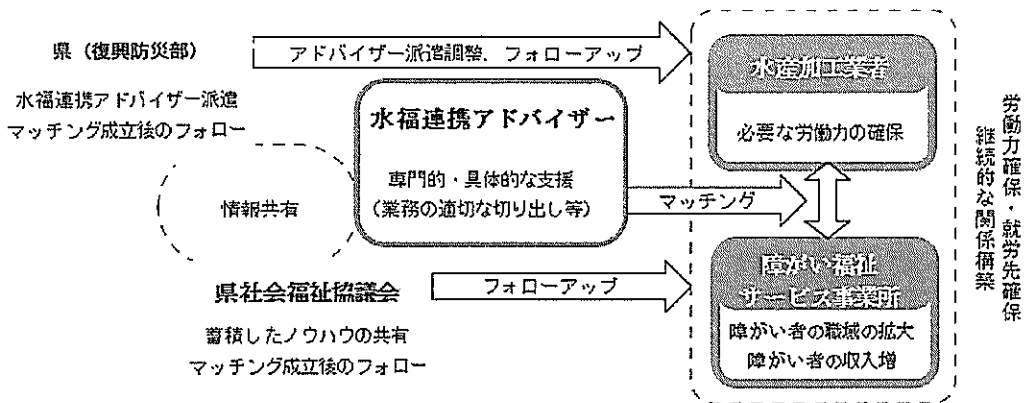 県（復興防災部）
アドバイザー派遣調整、フォローアップ
水福連携アドバイザー派遣
マッチング成立後のフォロー
水福連携アドバイザー
専門的・具体的な支援
（業務の適切な切り出し等）
情報共有
マッチング
水産加工業者
必要な労働力の確保
県社会福祉協議会
フォローアップ
蓄積したノウハウの共有
マッチング成立後のフォロー
障がい福祉
サービス事業所
障がい者の職域の拡大
障がい者の収入増
労働力確保・就労先確保
継続的な関係構築